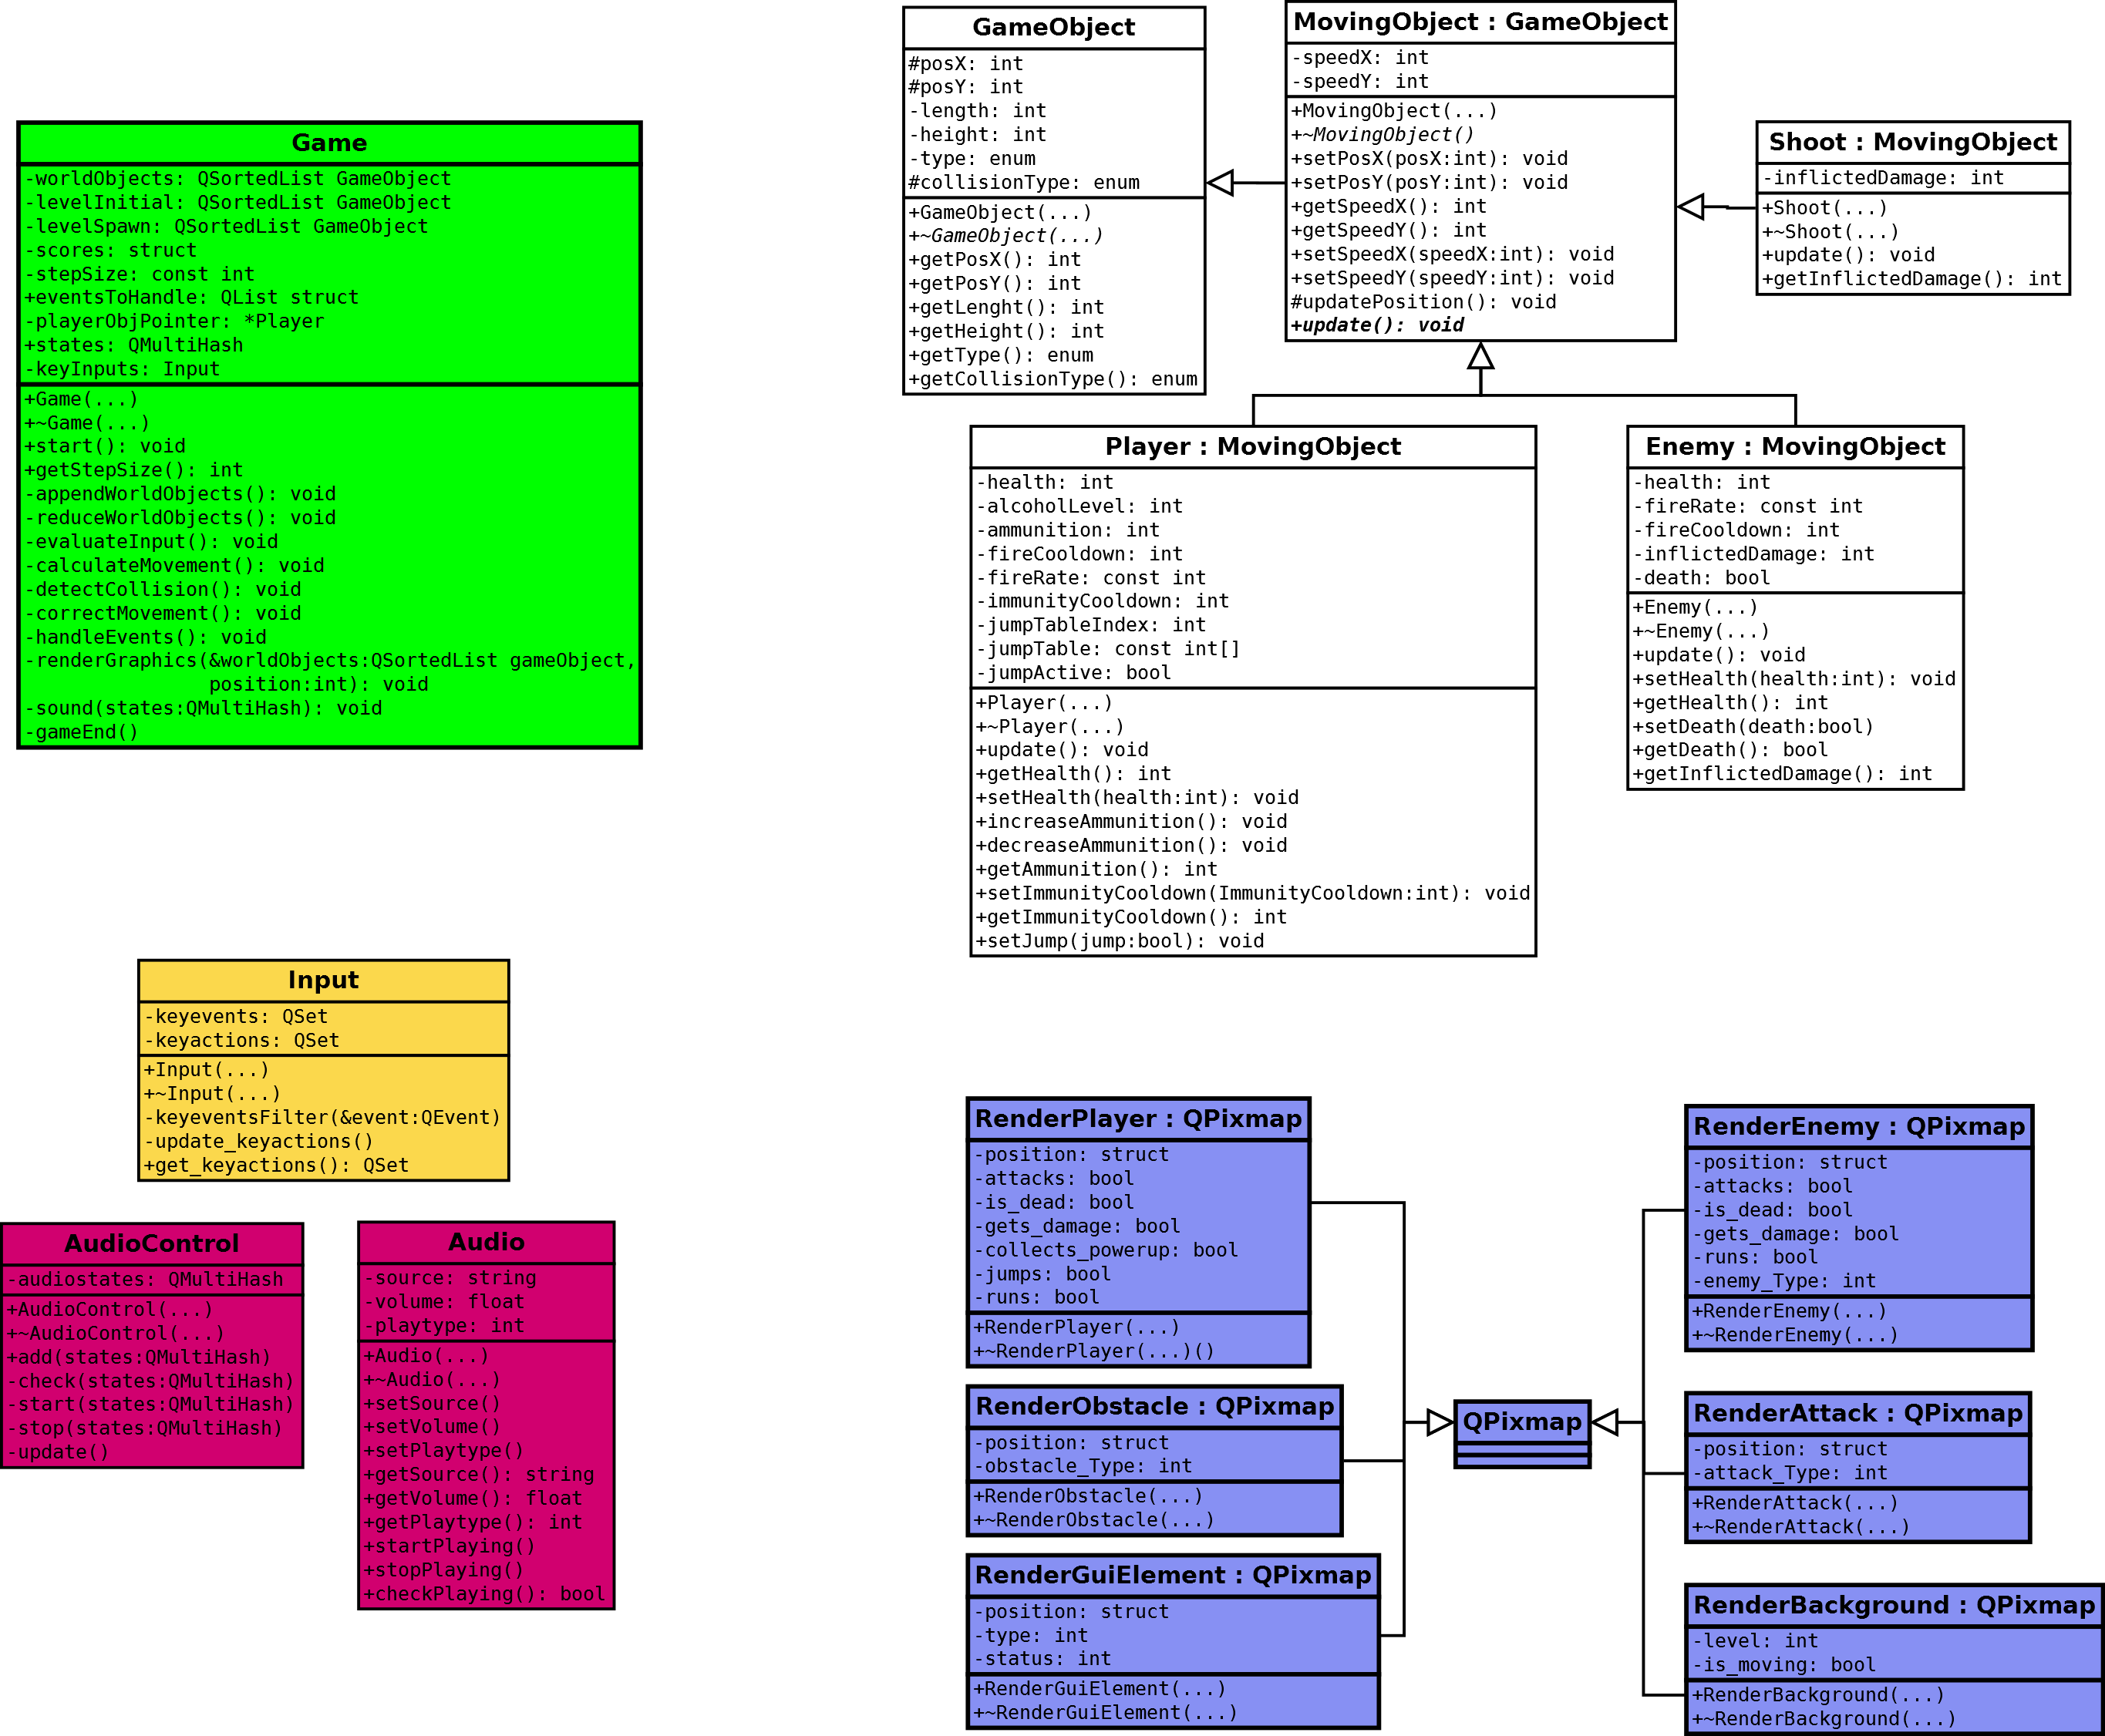 Game
-worldObjects: QSortedList GameObject
-levelInitial: QSortedList GameObject
-levelSpawn: QSortedList GameObject
-scores: struct
-stepSize: const int
+eventsToHandle: QList struct
-playerObjPointer: *Player
+states: QMultiHash
-keyInputs: Input
+Game(...)
+~Game(...)
+start(): void
+getStepSize(): int
-appendWorldObjects(): void
-reduceWorldObjects(): void
-evaluateInput(): void
-calculateMovement(): void
-detectCollision(): void
-correctMovement(): void
-handleEvents(): void
-renderGraphics(&worldObjects:QSortedList gameObject,
position:int): void
-sound(states:QMultiHash): void
-gameEnd()
GameObject
#posX: int
#posY: int
-length: int
-height: int
-type: enum
#collisionType: enum
+GameObject(...)
+~GameObject(...)
+getPosX(): int
+getPosY(): int
+getLenght(): int
+getHeight(): int
+getType(): enum
+getCollisionType(): enum
MovingObject : GameObject
-speedX: int
-speedY: int
+MovingObject(...)
+~MovingObject()
+setPosX(posX:int): void
+setPosY(posY:int): void
+getSpeedX(): int
+getSpeedY(): int
+setSpeedX(speedX:int): void
+setSpeedY(speedY:int): void
#updatePosition(): void
+update(): void
Shoot : MovingObject
-inflictedDamage: int
+Shoot(...)
+~Shoot(...)
+update(): void
+getInflictedDamage(): int
Player : MovingObject
-health: int
-alcoholLevel: int
-ammunition: int
-fireCooldown: int
-fireRate: const int
-immunityCooldown: int
-jumpTableIndex: int
-jumpTable: const int[]
-jumpActive: bool
+Player(...)
+~Player(...)
+update(): void
+getHealth(): int
+setHealth(health:int): void
+increaseAmmunition(): void
+decreaseAmmunition(): void
+getAmmunition(): int
+setImmunityCooldown(ImmunityCooldown:int): void
+getImmunityCooldown(): int
+setJump(jump:bool): void
Enemy : MovingObject
-health: int
-fireRate: const int
-fireCooldown: int
-inflictedDamage: int
-death: bool
+Enemy(...)
+~Enemy(...)
+update(): void
+setHealth(health:int): void
+getHealth(): int
+setDeath(death:bool)
+getDeath(): bool
+getInflictedDamage(): int
Input
-keyevents: QSet
-keyactions: QSet
+Input(...)
+~Input(...)
-keyeventsFilter(&event:QEvent)
-update_keyactions()
+get_keyactions(): QSet
AudioControl
-audiostates: QMultiHash
+AudioControl(...)
+~AudioControl(...)
+add(states:QMultiHash)
-check(states:QMultiHash)
-start(states:QMultiHash)
-stop(states:QMultiHash)
-update()
Audio
-source: string
-volume: float
-playtype: int
+Audio(...)
+~Audio(...)
+setSource()
+setVolume()
+setPlaytype()
+getSource(): string
+getVolume(): float
+getPlaytype(): int
+startPlaying()
+stopPlaying()
+checkPlaying(): bool
RenderPlayer : QPixmap
-position: struct
-attacks: bool
-is_dead: bool
-gets_damage: bool
-collects_powerup: bool
-jumps: bool
-runs: bool
+RenderPlayer(...)
+~RenderPlayer(...)()
RenderObstacle : QPixmap
-position: struct
-obstacle_Type: int
+RenderObstacle(...)
+~RenderObstacle(...)
RenderGuiElement : QPixmap
-position: struct
-type: int
-status: int
+RenderGuiElement(...)
+~RenderGuiElement(...)
QPixmap
RenderEnemy : QPixmap
-position: struct
-attacks: bool
-is_dead: bool
-gets_damage: bool
-runs: bool
-enemy_Type: int
+RenderEnemy(...)
+~RenderEnemy(...)
RenderAttack : QPixmap
-position: struct
-attack_Type: int
+RenderAttack(...)
+~RenderAttack(...)
RenderBackground : QPixmap
-level: int
-is_moving: bool
+RenderBackground(...)
+~RenderBackground(...)